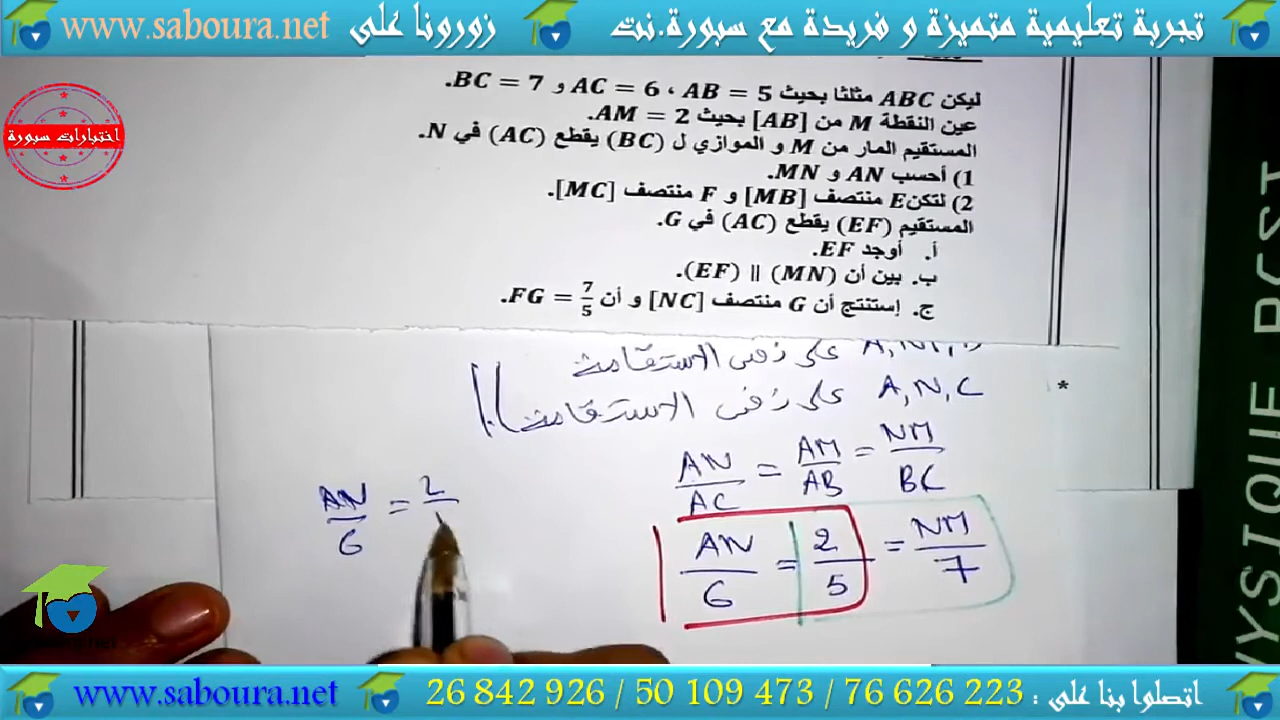 تجربة تعليمية متميزة و فريدة مع سبورة.نت زورونا على www.saboura.net
اختبارات سبورة
ليكن ABC مثلثا بحيث AB = 5 ، AC = 6 و BC = 7.
عين النقطة M من [AB] بحيث AM = 2.
المستقيم المار من M و الموازي ل (BC) يقطع (AC) في N.
1) أحسب AN و MN.
2) لتكن E منتصف [MB] و F منتصف [MC].
المستقيم (EF) يقطع (AC) في G.
أ. أوجد EF.
ب. بين أن (MN) ∥ (EF).
ج. إستنتج أن G منتصف [NC] و أن FG = 7/5.
A, M, B على نفس الاستقامة
* A, N, C على نفس الاستقامة
AN/AC = AM/AB = NM/BC
AN/6 = 2/5 = NM/7
AN/6 = 2/
PHYSIQUE PCST
اتصلوا بنا على : 223 626 76 / 473 109 50 / 926 842 26 www.saboura.net